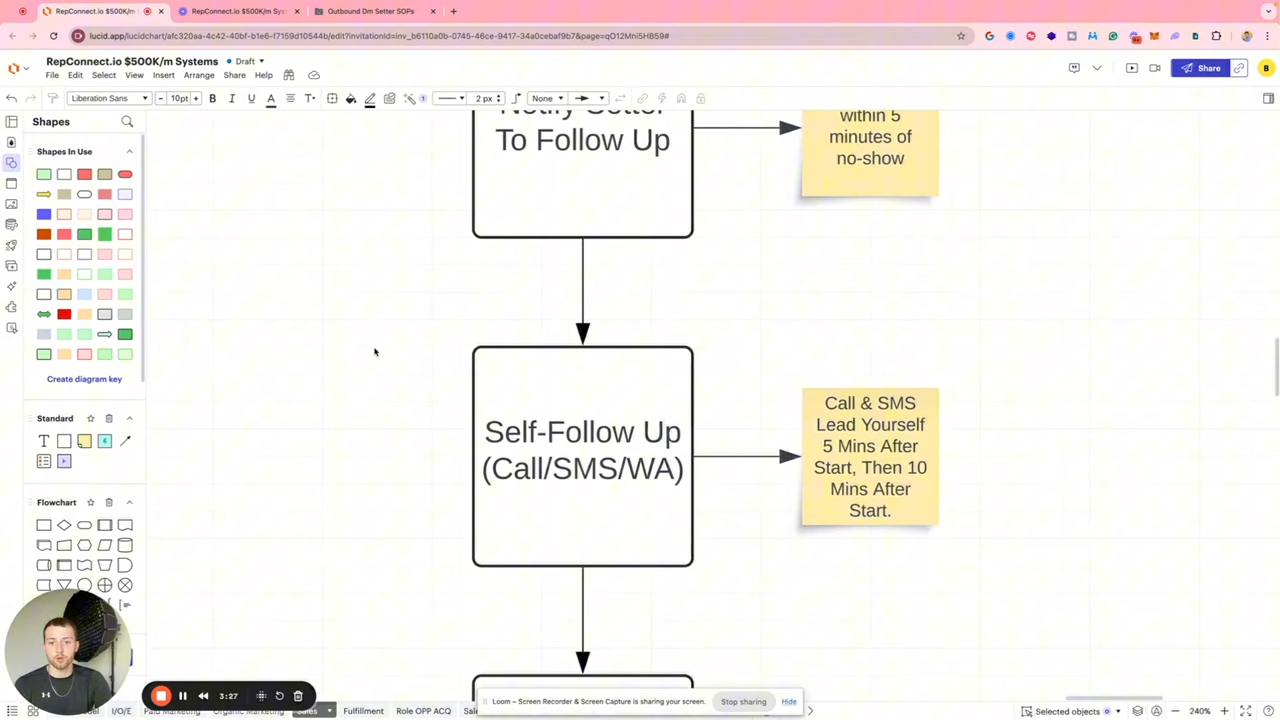 RepConnect.io $500K/m S
RepConnect.io $500K/m Syst
Outbound Dm Setter SOPs
lucid.app/lucidchart/afc320aa-4c42-40bf-b1e6-f7159d10544b/edit?invitationId=inv_b6110a0b-0745-46ce-9417-34a0cebaf9b7&page=qO12Mni5HB59#
RepConnect.io $500K/m Systems
Draft
File Edit Select View Insert Arrange Share Help
Share
B
Liberation Sans
10pt
B I U A T
2 px
None
Shapes
Shapes In Use
Create diagram key
Standard
T
Flowchart
To Follow Up
within 5
minutes of
no-show
Self-Follow Up
(Call/SMS/WA)
Call & SMS
Lead Yourself
5 Mins After
Start, Then 10
Mins After
Start.
3:27
Loom – Screen Recorder & Screen Capture is sharing your screen.
Stop sharing
Hide
I/O/E
Paid Marketing
Organic Marketing
Sales
Fulfillment
Role OPP ACQ
Selected objects
240%